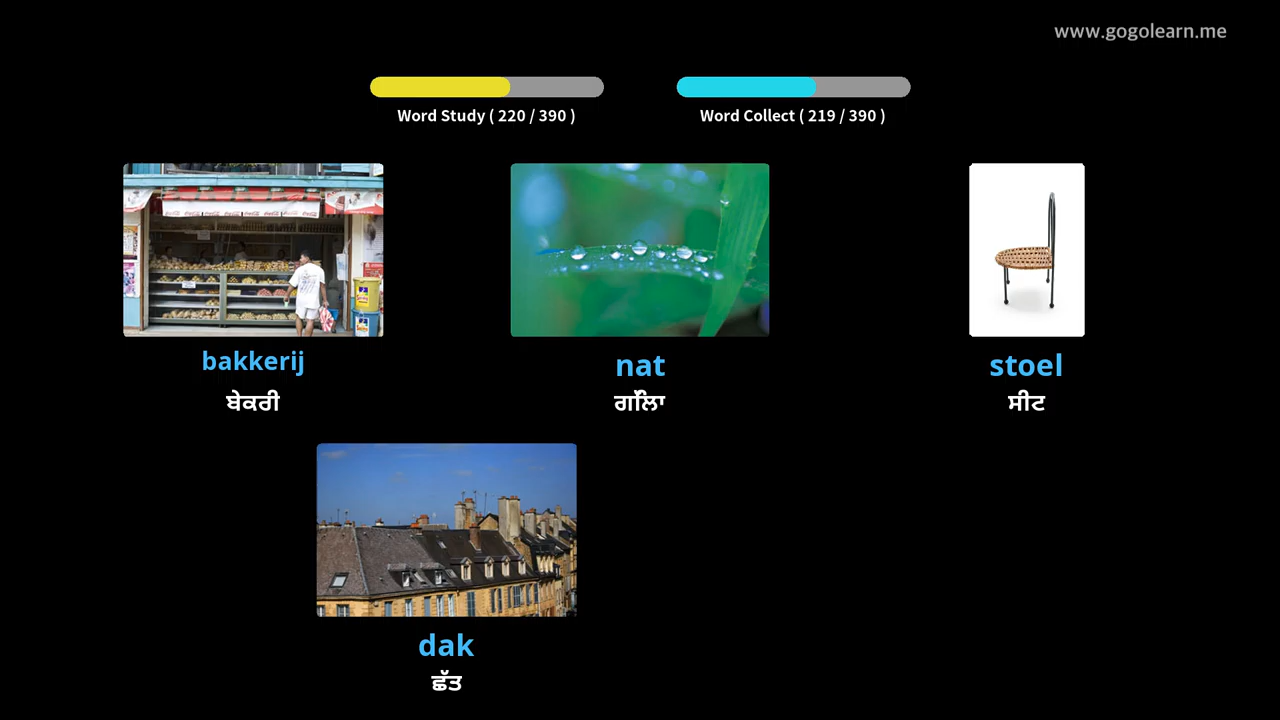 www.gogolearn.me
Word Study ( 220 / 390 )
Word Collect ( 219 / 390 )
bakkerij
nat
stoel
ਬੇਕਰੀ
ਗਿੱਲਾ
ਸੀਟ
dak
ਛੱਤ